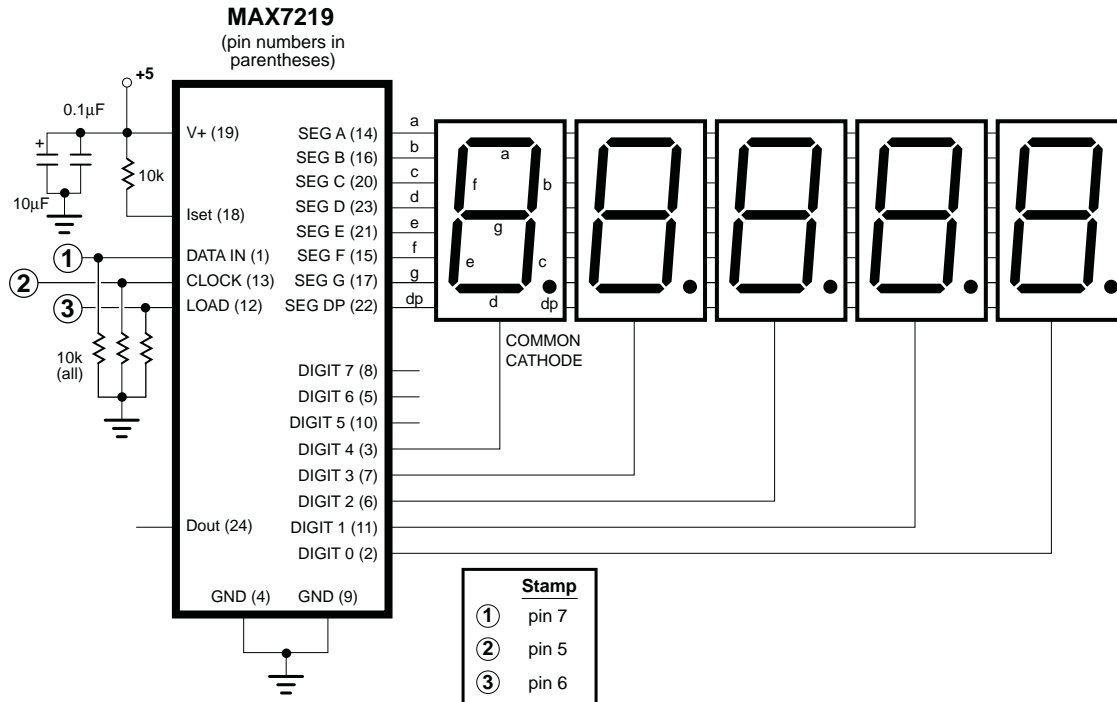 MAX7219
(pin numbers in
parentheses)
+5
0.1µF
+
10µF
10k
V+ (19)
Iset (18)
DATA IN (1)
CLOCK (13)
LOAD (12)
1
2
3
10k
(all)
Dout (24)
GND (4)
GND (9)
SEG A (14)
SEG B (16)
SEG C (20)
SEG D (23)
SEG E (21)
SEG F (15)
SEG G (17)
SEG DP (22)
DIGIT 7 (8)
DIGIT 6 (5)
DIGIT 5 (10)
DIGIT 4 (3)
DIGIT 3 (7)
DIGIT 2 (6)
DIGIT 1 (11)
DIGIT 0 (2)
a
b
c
d
e
f
g
dp
a
f
b
g
e
c
d
dp
COMMON
CATHODE
Stamp
1 pin 7
2 pin 5
3 pin 6